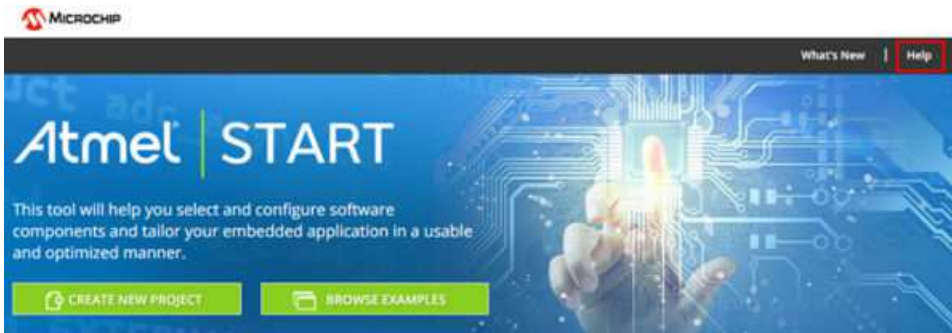 MICROCHIP
What's New | Help
Atmel | START
This tool will help you select and configure software
components and tailor your embedded application in a usable
and optimized manner.
CREATE NEW PROJECT
BROWSE EXAMPLES